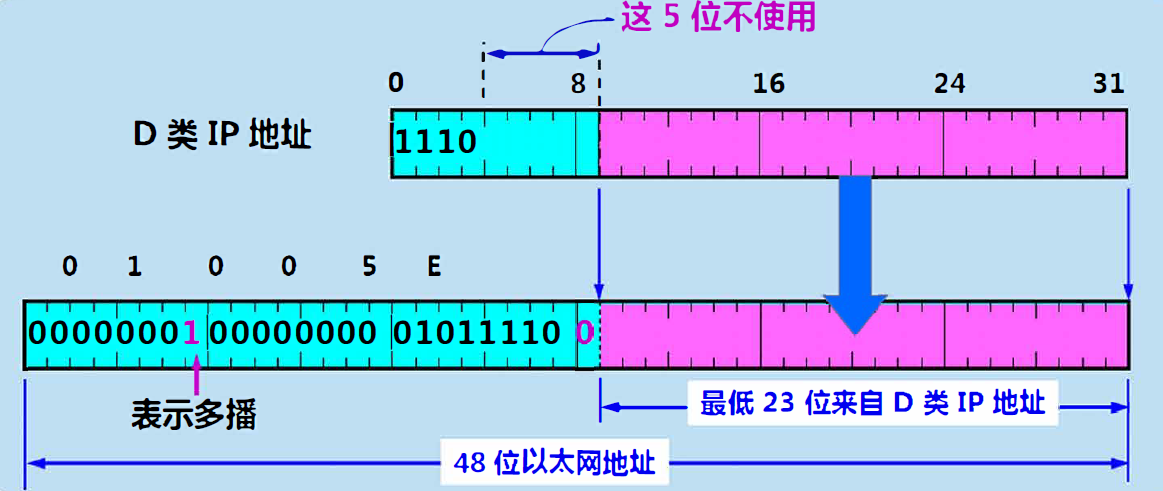 这 5 位不使用
0 8 16 24 31
D 类 IP 地址
1110
0 1 0 0 5 E
00000001 00000000 01011110 0
表示多播
最低 23 位来自 D 类 IP 地址
48 位以太网地址